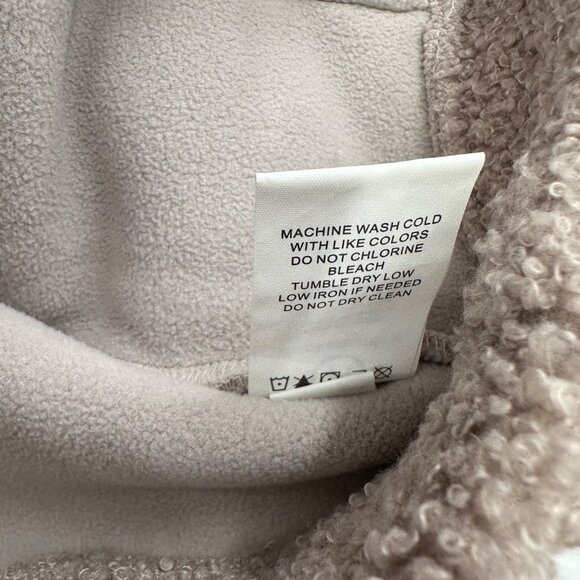 MACHINE WASH COLD
WITH LIKE COLORS
DO NOT CHLORINE
BLEACH
TUMBLE DRY LOW
LOW IRON IF NEEDED
DO NOT DRY CLEAN